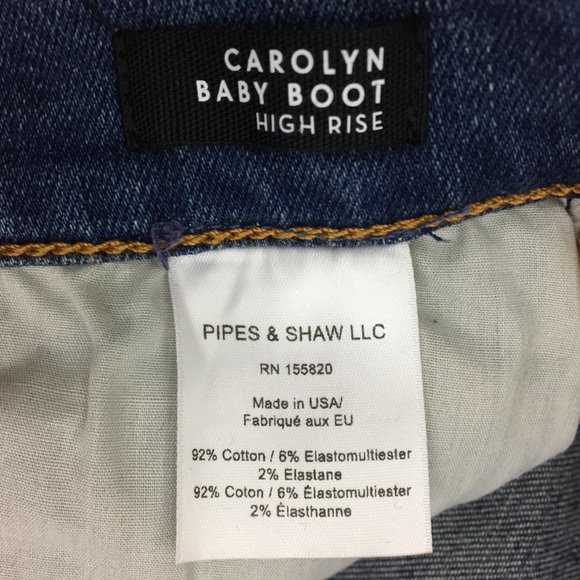 CAROLYN
BABY BOOT
HIGH RISE
PIPES & SHAW LLC
RN 155820
Made in USA/
Fabriqué aux EU
92% Cotton / 6% Elastomultiester
2% Elastane
92% Coton / 6% Élastomultiester
2% Élasthanne